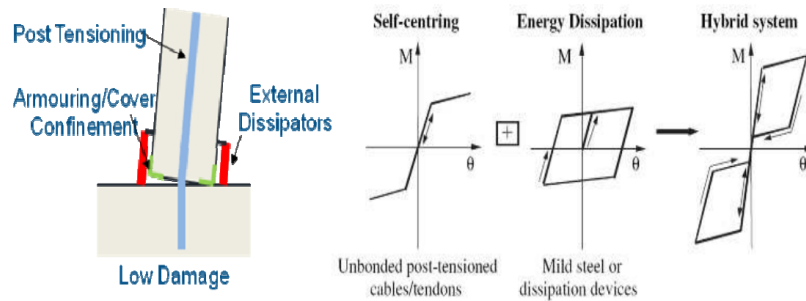 Post Tensioning
Armouring/Cover
Confinement
External
Dissipators
Low Damage
Self-centring
Energy Dissipation
Hybrid system
M
θ
+
M
θ
M
θ
Unbonded post-tensioned
cables/tendons
Mild steel or
dissipation devices